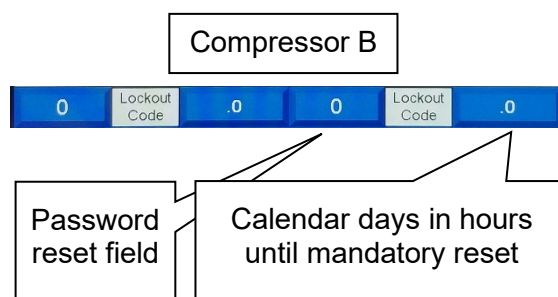 Compressor B
0 Lockout Code .0 0 Lockout Code .0
Password reset field
Calendar days in hours until mandatory reset